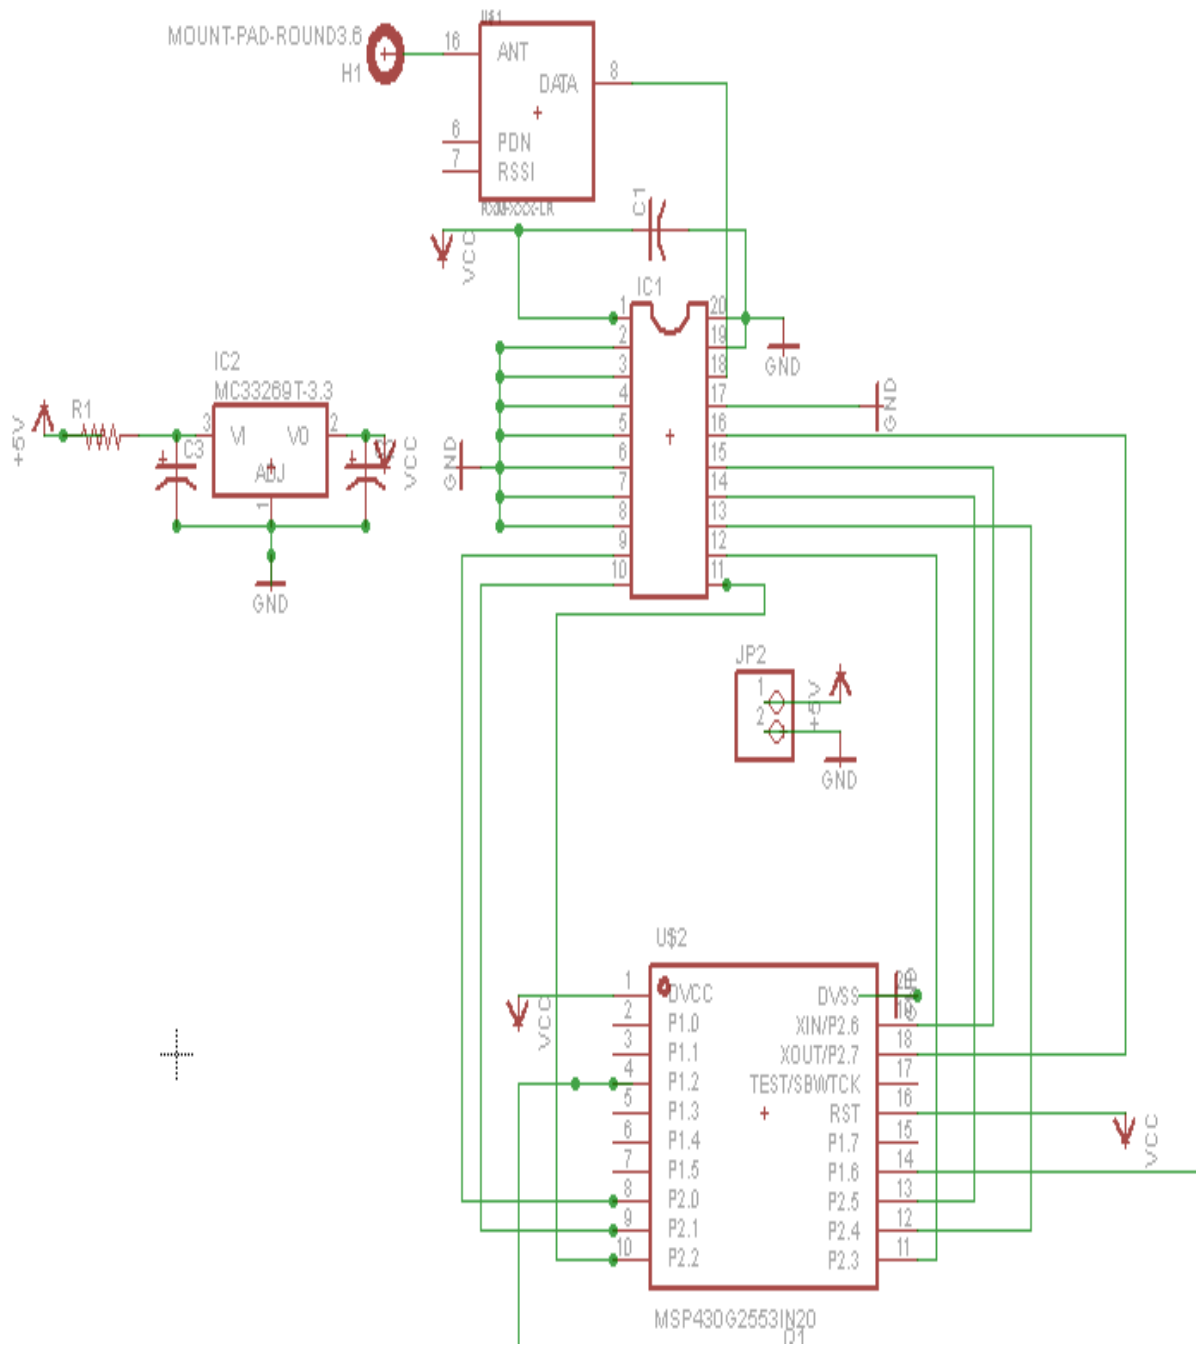 U$1
MOUNT-PAD-ROUND3.6
H1
16
ANT
DATA
8
6
PDN
7
RSSI
C1
VCC
IC1
1
2
3
4
5
6
7
8
9
10
20
19
18
17
16
15
14
13
12
11
GND
GND
GND
IC2
MC33269T-3.3
R1
+5V
3
VI
VO
2
ADJ
1
C3
VCC
GND
JP2
1
2
+5V
GND
U$2
1
DVCC
2
P1.0
3
P1.1
4
P1.2
5
P1.3
6
P1.4
7
P1.5
8
P2.0
9
P2.1
10
P2.2
DVSS
20
XIN/P2.6
19
XOUT/P2.7
18
TEST/SBWTCK
17
RST
16
P1.7
15
P1.6
14
P2.5
13
P2.4
12
P2.3
11
VCC
VCC
MSP430G2553IN20
D1